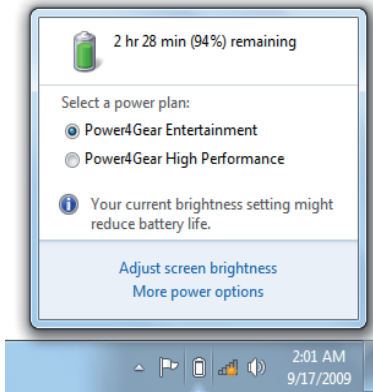 2 hr 28 min (94%) remaining
Select a power plan:
Power4Gear Entertainment
Power4Gear High Performance
Your current brightness setting might
reduce battery life.
Adjust screen brightness
More power options
2:01 AM
9/17/2009